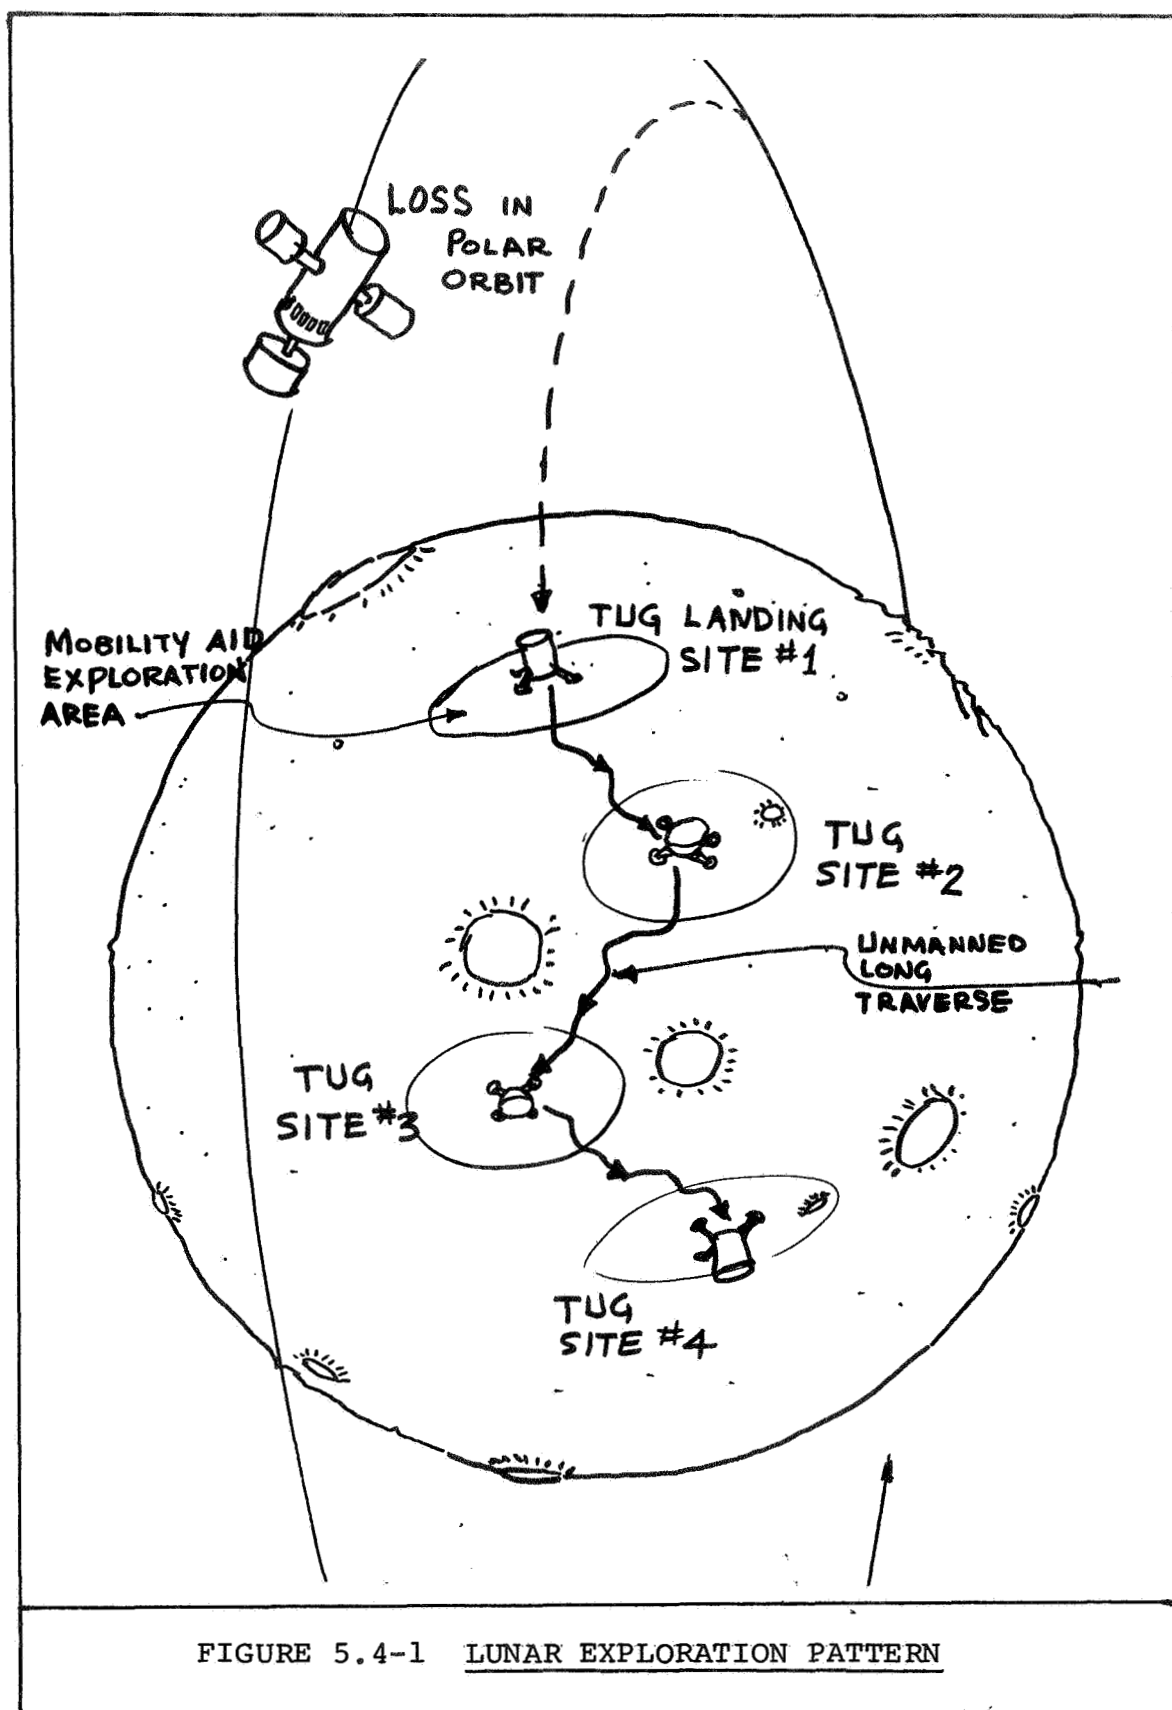 LOSS IN
POLAR
ORBIT
TUG LANDING
SITE #1
MOBILITY AID
EXPLORATION
AREA
TUG
SITE #2
UNMANNED
LONG
TRAVERSE
TUG
SITE #3
TUG
SITE #4
FIGURE 5.4-1 LUNAR EXPLORATION PATTERN